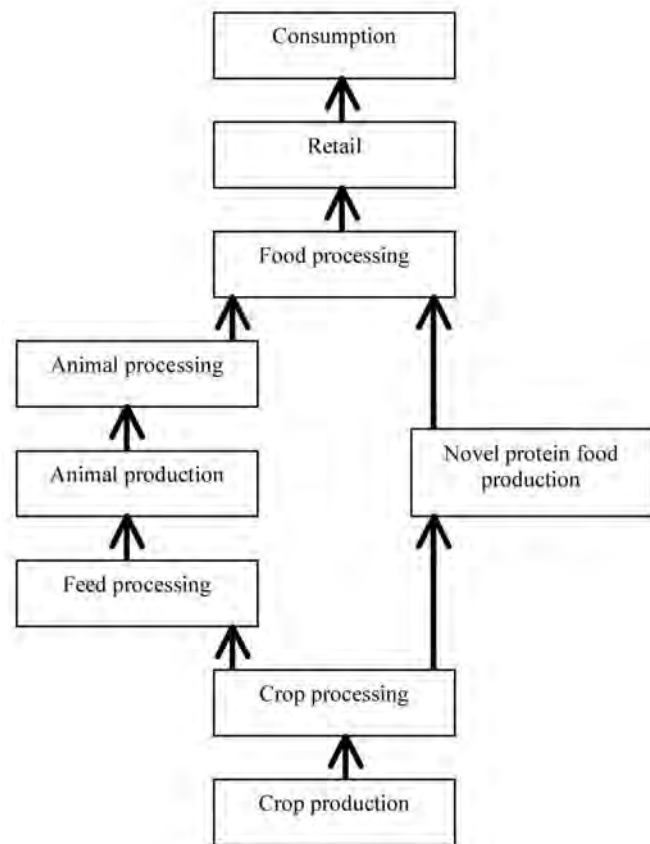 Consumption
Retail
Food processing
Animal processing
Animal production
Novel protein food
production
Feed processing
Crop processing
Crop production